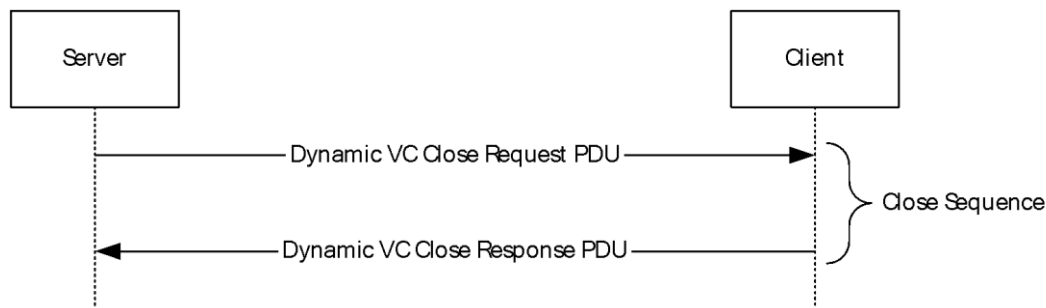 Server
Client
Dynamic VC Close Request PDU
Close Sequence
Dynamic VC Close Response PDU